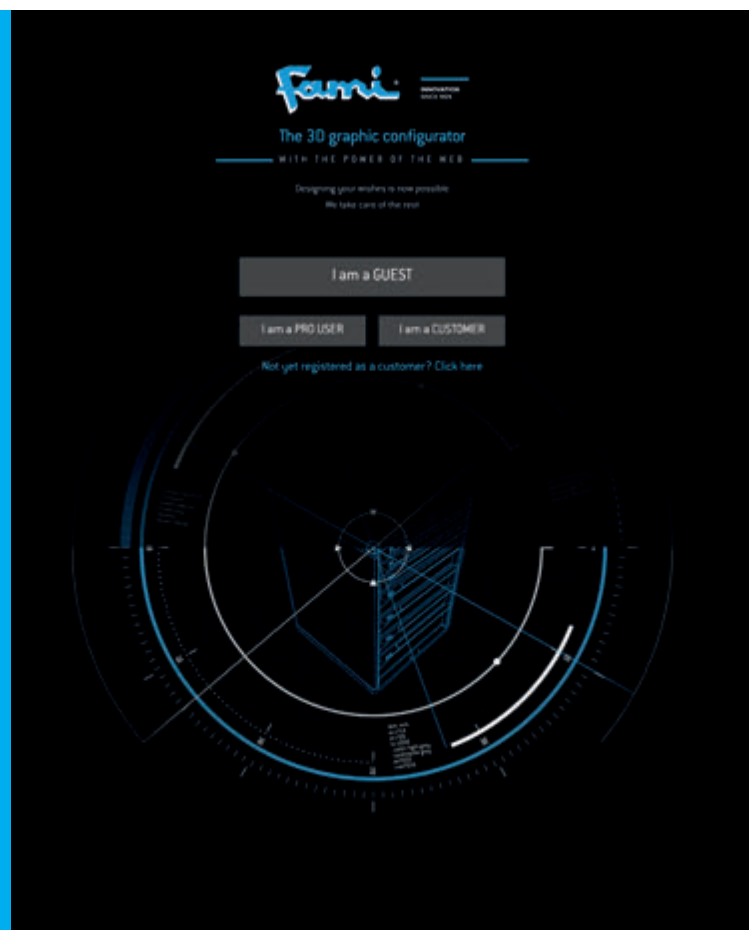 Fami
INNOVATION
The 3D graphic configurator
WITH THE POWER OF THE WEB
Designing your wishes is now possible
We take care of the rest
I am a GUEST
I am a PRO USER
I am a CUSTOMER
Not yet registered as a customer? Click here